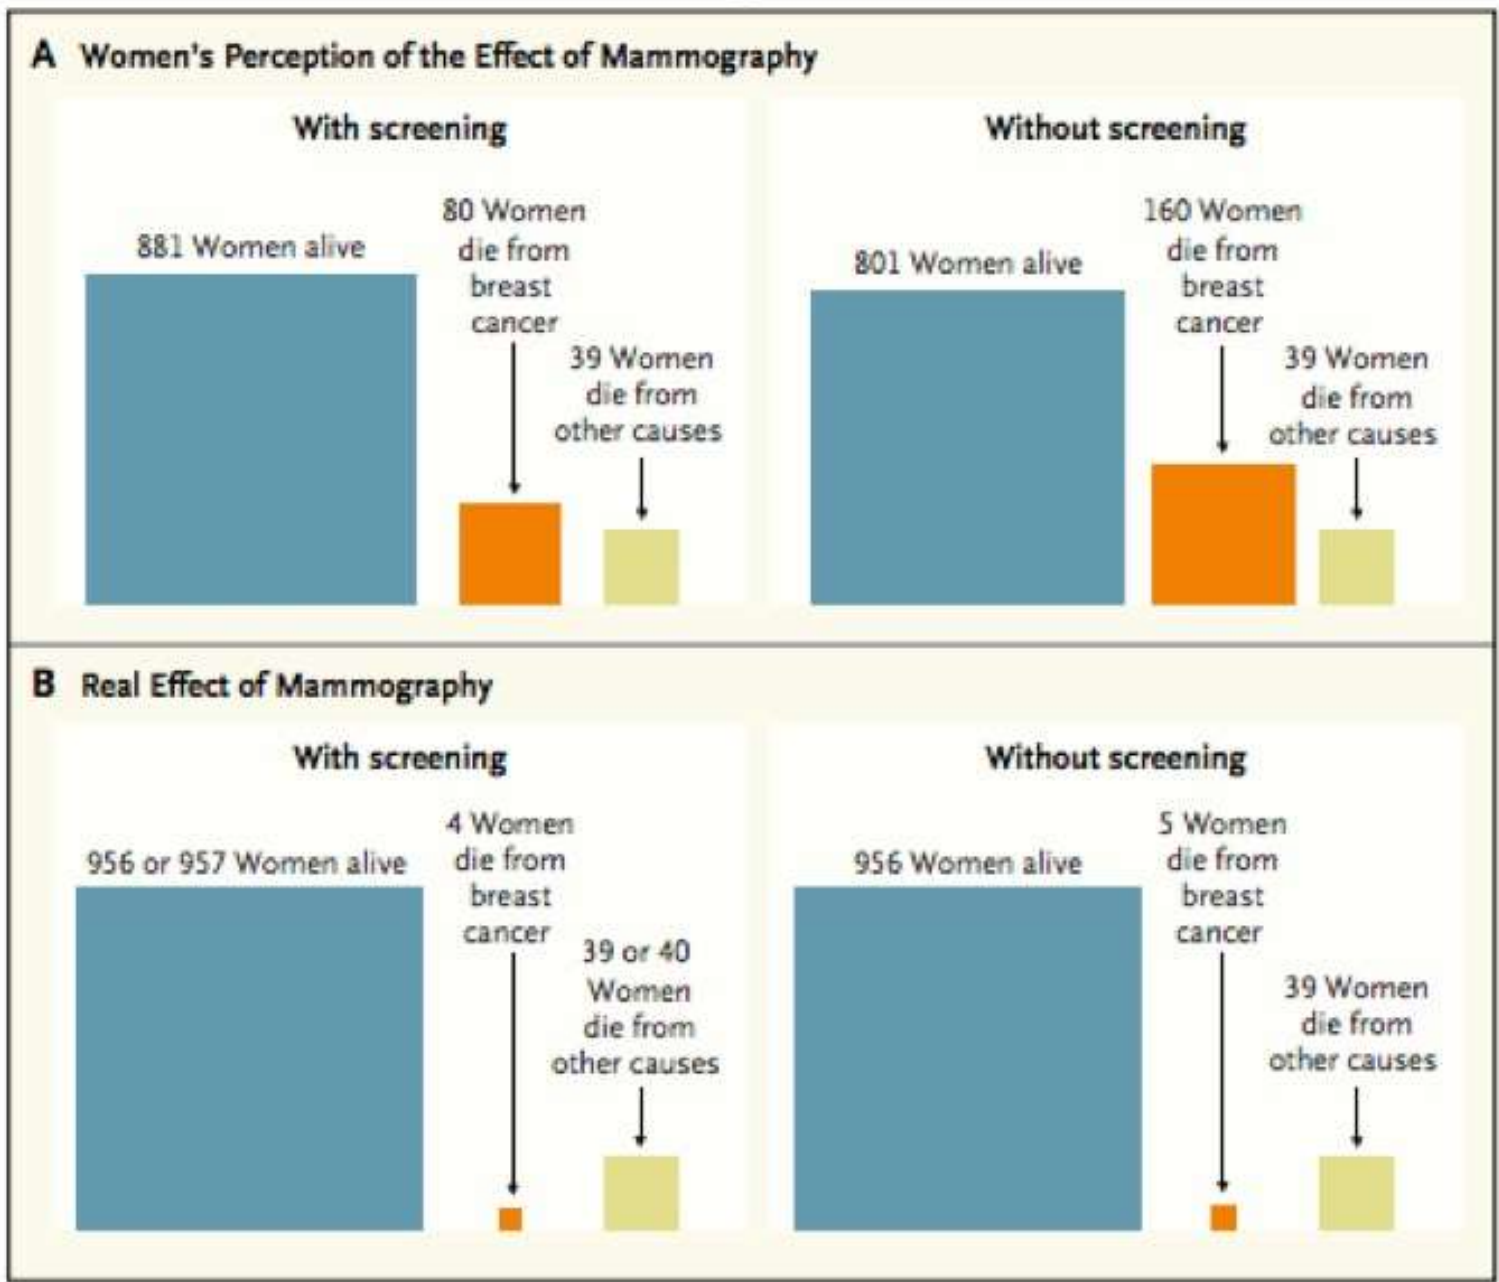 A Women's Perception of the Effect of Mammography
With screening
881 Women alive
80 Women
die from
breast
cancer
39 Women
die from
other causes
Without screening
801 Women alive
160 Women
die from
breast
cancer
39 Women
die from
other causes
B Real Effect of Mammography
With screening
956 or 957 Women alive
4 Women
die from
breast
cancer
39 or 40
Women
die from
other causes
Without screening
956 Women alive
5 Women
die from
breast
cancer
39 Women
die from
other causes